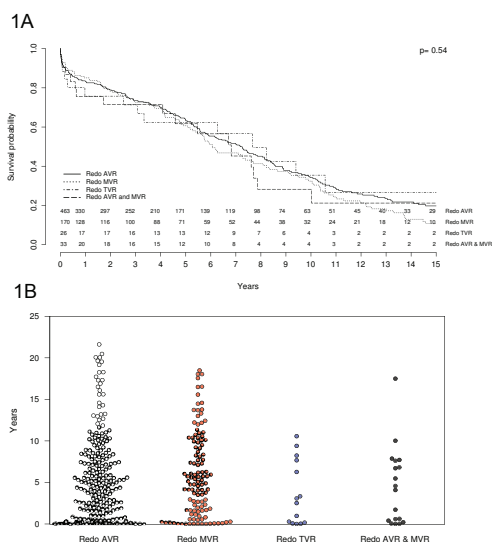 1A
p= 0.54
Survival probability
1.0
0.8
0.6
0.4
0.2
0.0
Redo AVR
Redo MVR
Redo TVR
Redo AVR and MVR
463 330 297 252 210 171 139 119 98 74 63 51 45 40 33 29 Redo AVR
170 128 116 100 88 71 59 52 44 38 32 24 21 18 12 10 Redo MVR
26 17 17 16 13 13 12 9 7 6 4 3 2 2 2 2 Redo TVR
33 20 18 16 15 12 10 8 4 4 4 3 2 2 2 2 Redo AVR & MVR
0 1 2 3 4 5 6 7 8 9 10 11 12 13 14 15
Years
1B
Years
25
20
15
10
5
0
Redo AVR Redo MVR Redo TVR Redo AVR & MVR